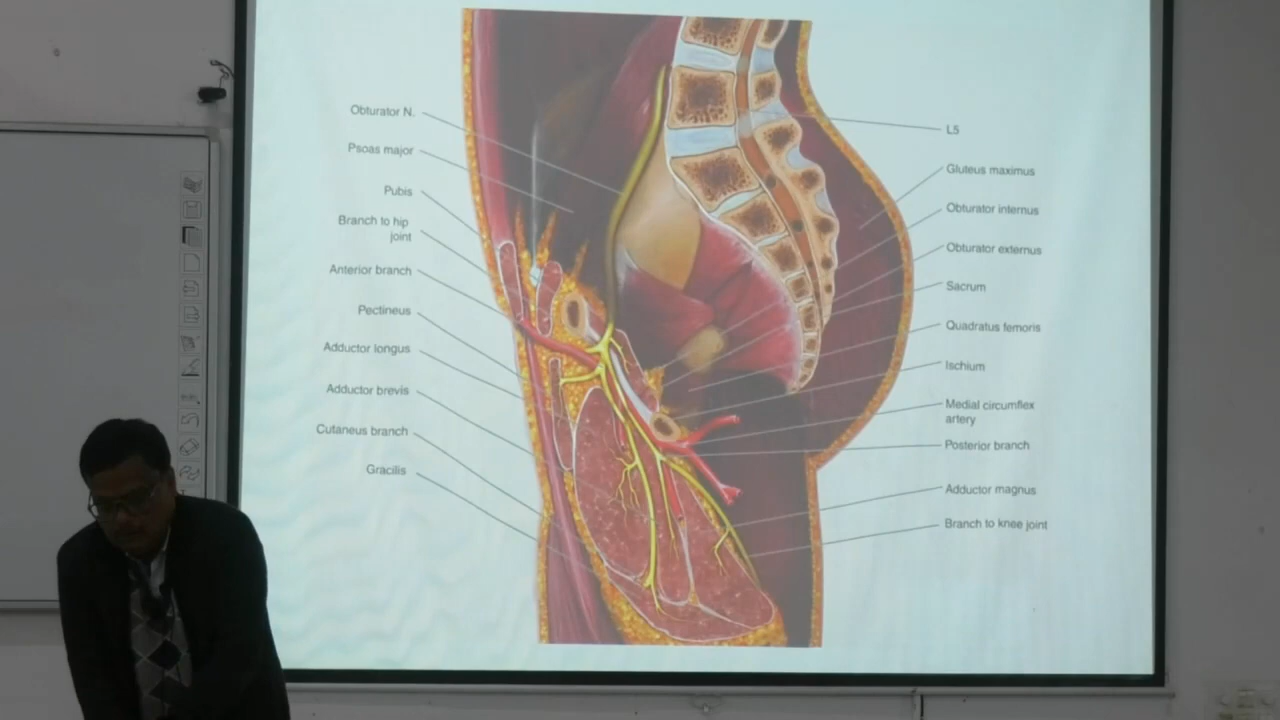 Obturator N.
Psoas major
Pubis
Branch to hip
joint
Anterior branch
Pectineus
Adductor longus
Adductor brevis
Cutaneus branch
Gracilis
L5
Gluteus maximus
Obturator internus
Obturator externus
Sacrum
Quadratus femoris
Ischium
Medial circumflex
artery
Posterior branch
Adductor magnus
Branch to knee joint